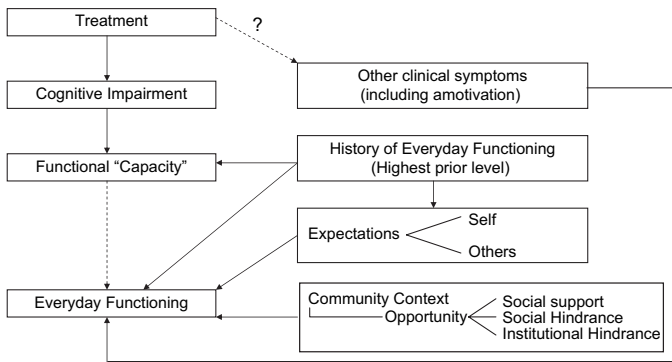 Treatment
?
Other clinical symptoms
(including amotivation)
Cognitive Impairment
History of Everyday Functioning
(Highest prior level)
Functional “Capacity”
Expectations
Self
Others
Everyday Functioning
Community Context
Opportunity
Social support
Social Hindrance
Institutional Hindrance